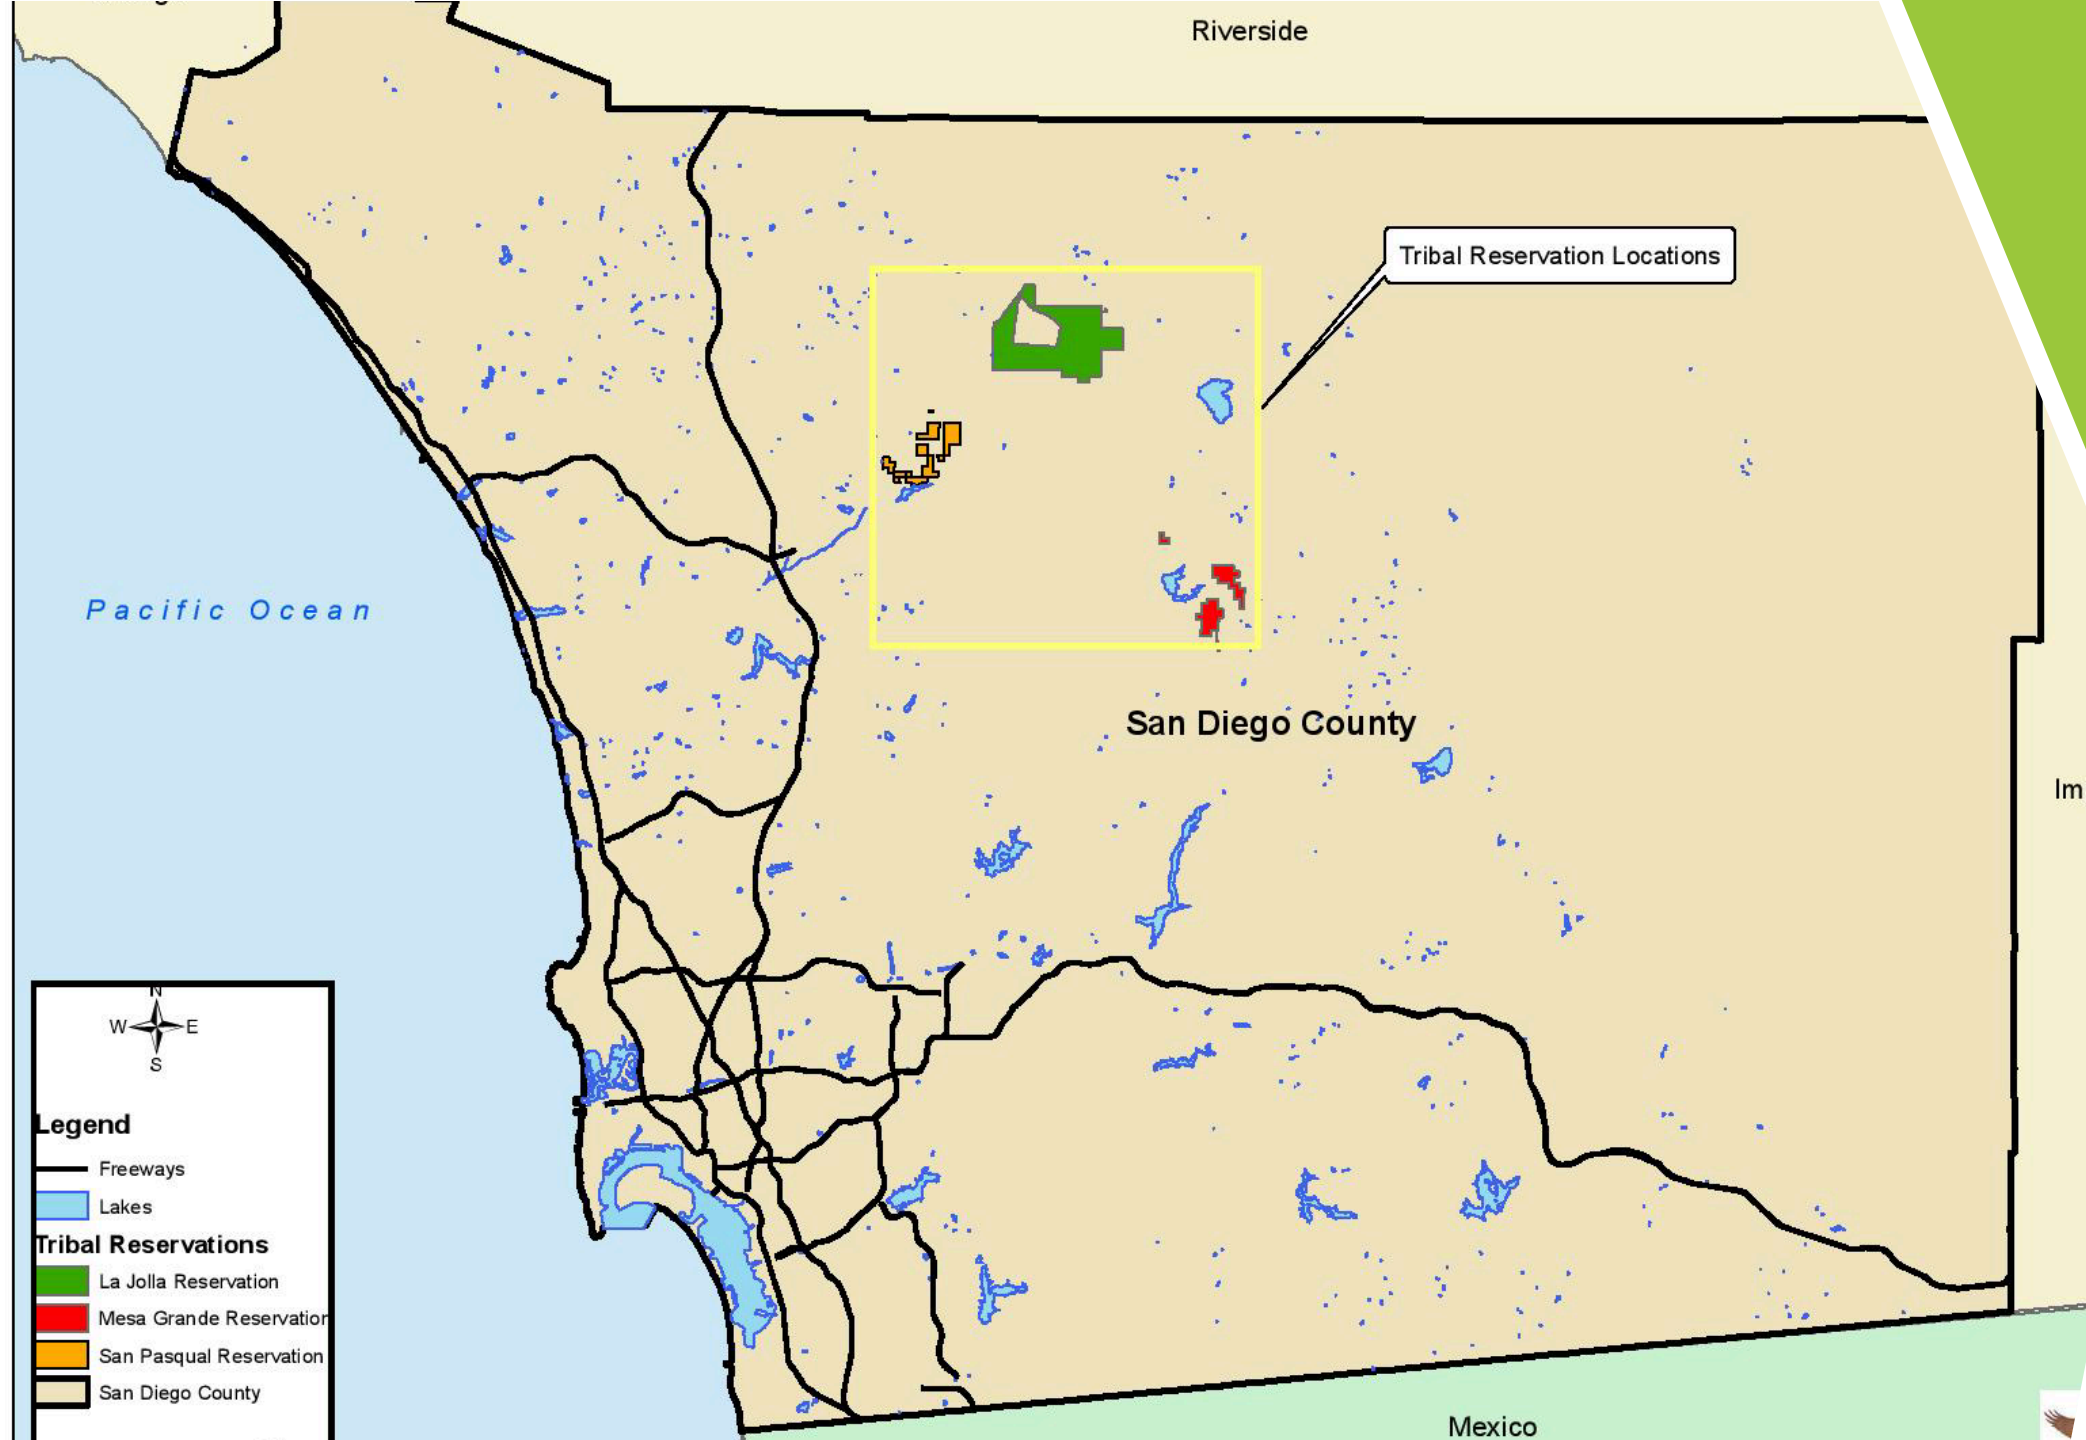 Riverside
Tribal Reservation Locations
Pacific Ocean
San Diego County
Im
N
W E
S
Legend
Freeways
Lakes
Tribal Reservations
La Jolla Reservation
Mesa Grande Reservation
San Pasqual Reservation
San Diego County
Mexico